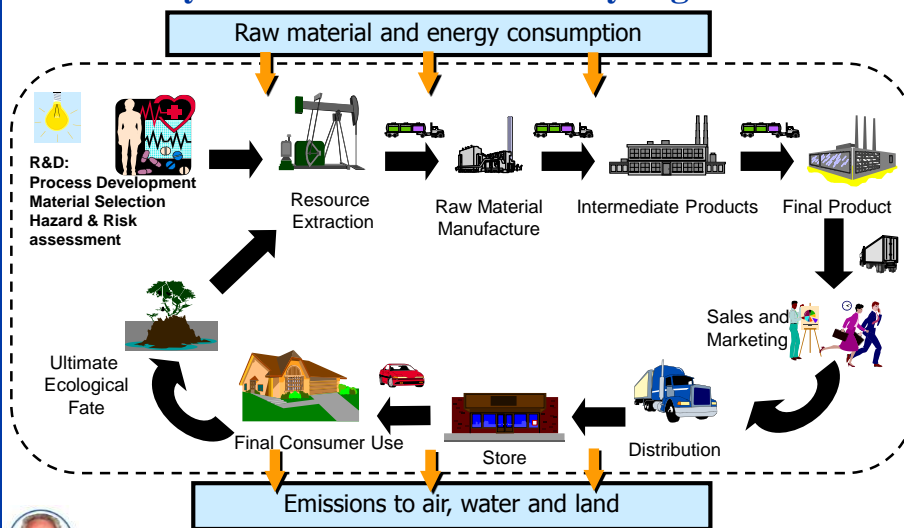 Raw material and energy consumption
R&D:
Process Development
Material Selection
Hazard & Risk
assessment
Resource
Extraction
Raw Material
Manufacture
Intermediate Products
Final Product
Sales and
Marketing
Distribution
Store
Final Consumer Use
Ultimate
Ecological
Fate
Emissions to air, water and land